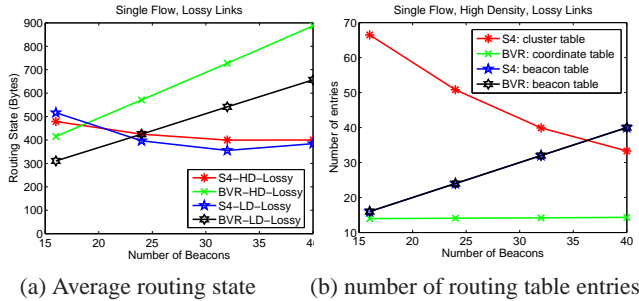 Single Flow, Lossy Links
900
800
700
600
500
400
300
200
100
0
Routing State (Bytes)
S4−HD−Lossy
BVR−HD−Lossy
S4−LD−Lossy
BVR−LD−Lossy
15 20 25 30 35 40
Number of Beacons
(a) Average routing state
Single Flow, High Density, Lossy Links
70
60
50
40
30
20
10
Number of entries
S4: cluster table
BVR: coordinate table
S4: beacon table
BVR: beacon table
15 20 25 30 35 40
Number of Beacons
(b) number of routing table entries